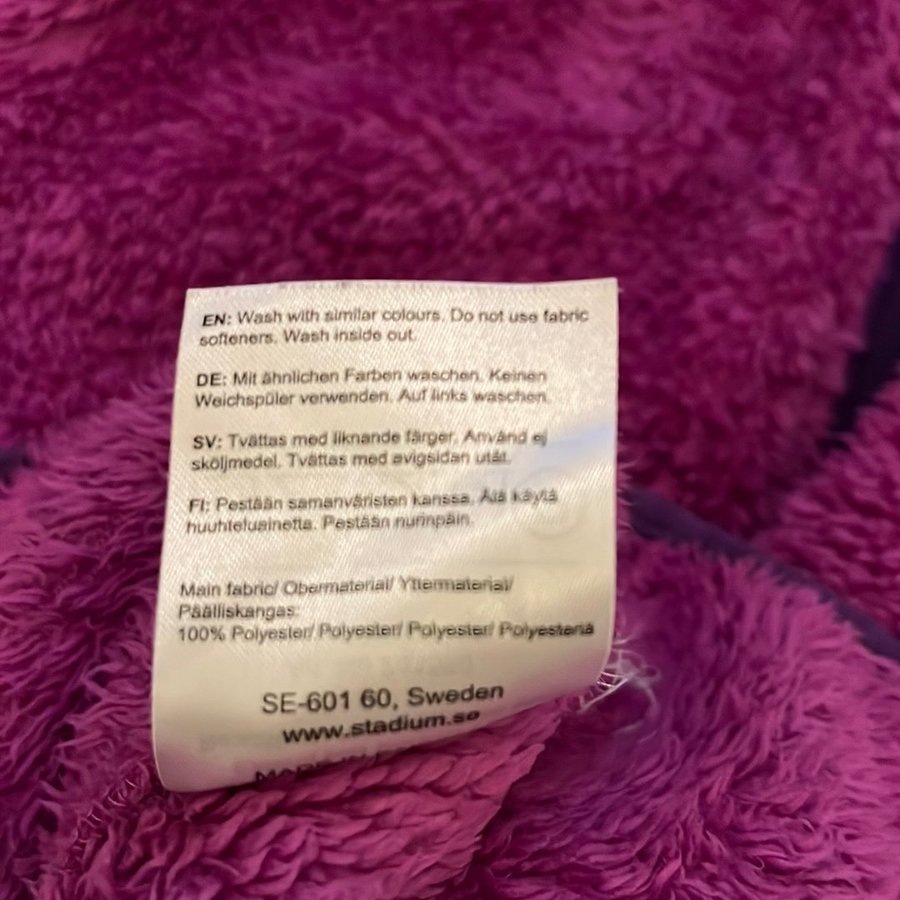 EN: Wash with similar colours. Do not use fabric
softeners. Wash inside out.
DE: Mit ähnlichen Farben waschen. Keinen
Weichspüler verwenden. Auf links waschen.
SV: Tvättas med liknande färger. Använd ej
sköljmedel. Tvättas med avigsidan utåt.
FI: Pestään samanväristen kanssa. Älä käytä
huuhteluainetta. Pestään nurinpäin.
Main fabric/ Obermaterial/ Yttermaterial/
Päälliskangas:
100% Polyester/ Polyester/ Polyester/ Polyesteriä
SE-601 60, Sweden
www.stadium.se
MADE IN